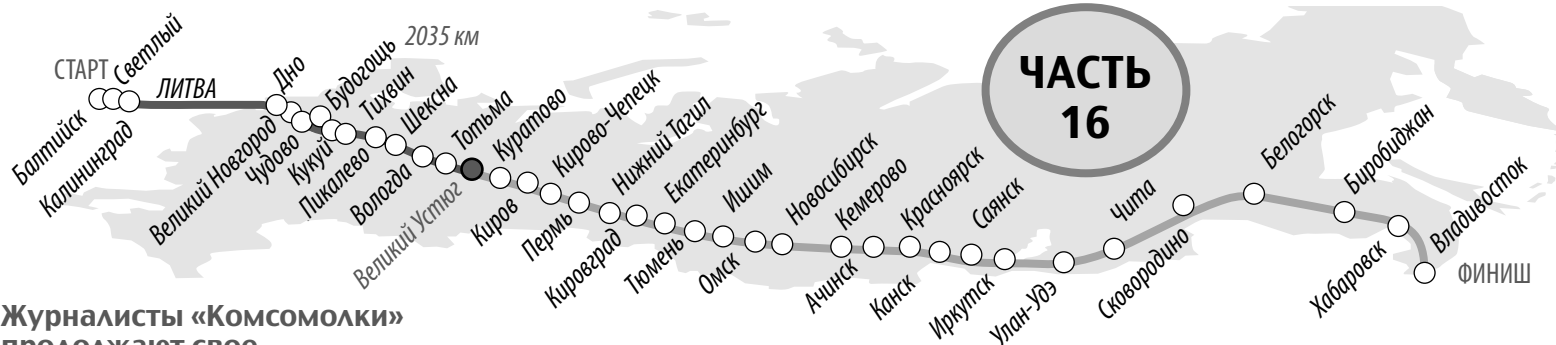 СТАРТ
Балтийск
Светлый
Калининград
ЛИТВА
Дно
Великий Новгород
Чудово
Будогощь
2035 км
Кукуй
Тихвин
Пикалево
Шексна
Вологда
Тотьма
Великий Устюг
Куратово
Киров
Кирово-Чепецк
Пермь
Нижний Тагил
Кировград
Екатеринбург
Тюмень
Ишим
Омск
Новосибирск
Ачинск
Кемерово
Канск
Красноярск
Иркутск
Саянск
Улан-Удэ
Чита
Сковородино
Белогорск
Биробиджан
Хабаровск
Владивосток
ФИНИШ
ЧАСТЬ
16
Журналисты «Комсомолки»
продолжают свое